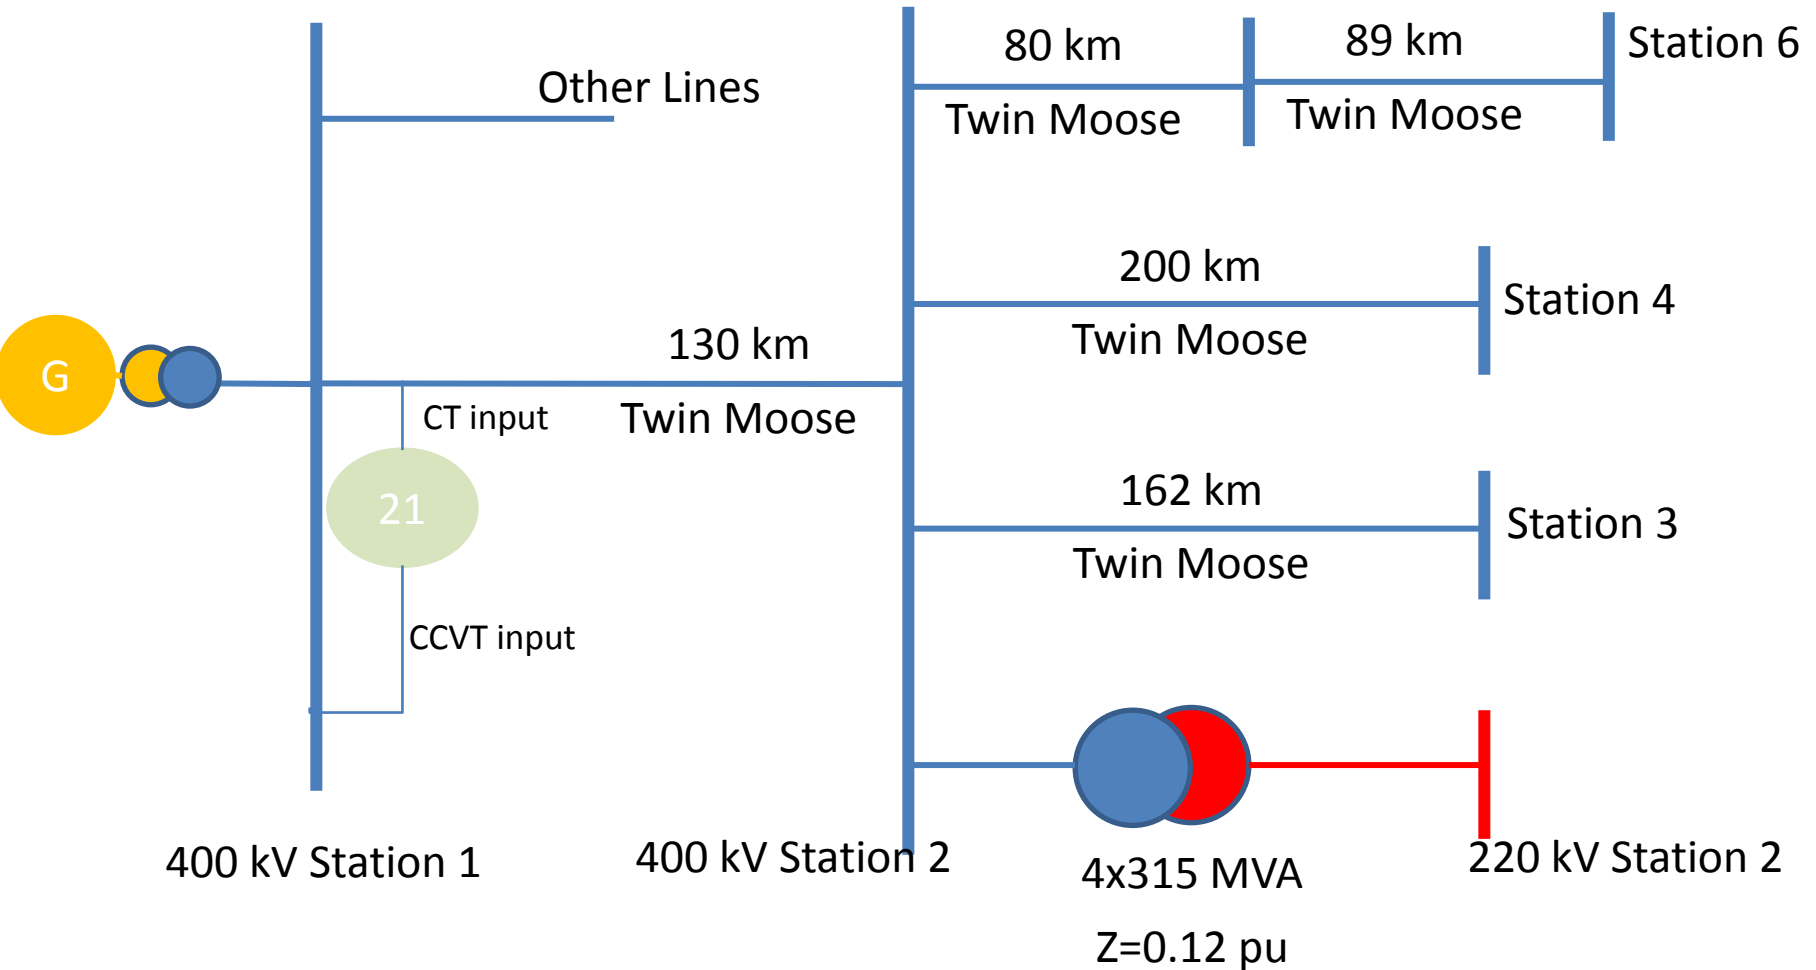 80 km
89 km
Station 6
Other Lines
Twin Moose
Twin Moose
200 km
Station 4
130 km
Twin Moose
G
CT input
Twin Moose
21
162 km
Station 3
Twin Moose
CCVT input
400 kV Station 1
400 kV Station 2
4x315 MVA
220 kV Station 2
Z=0.12 pu